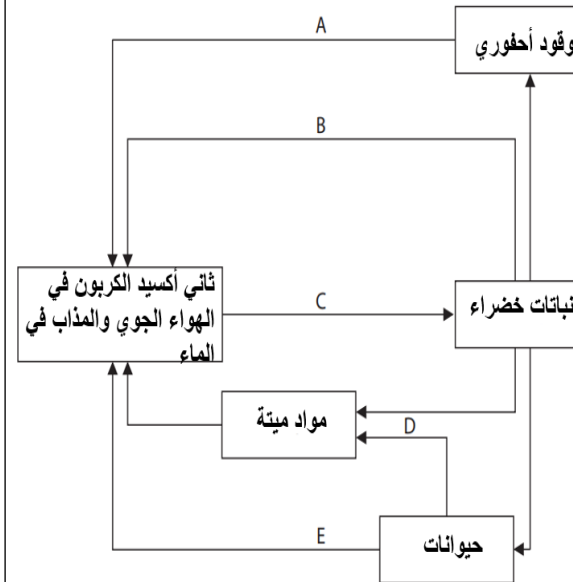 A
وقود أحفوري
B
ثاني أكسيد الكربون في
الهواء الجوي والمذاب في
الماء
C
نباتات خضراء
مواد ميتة
D
حيوانات
E